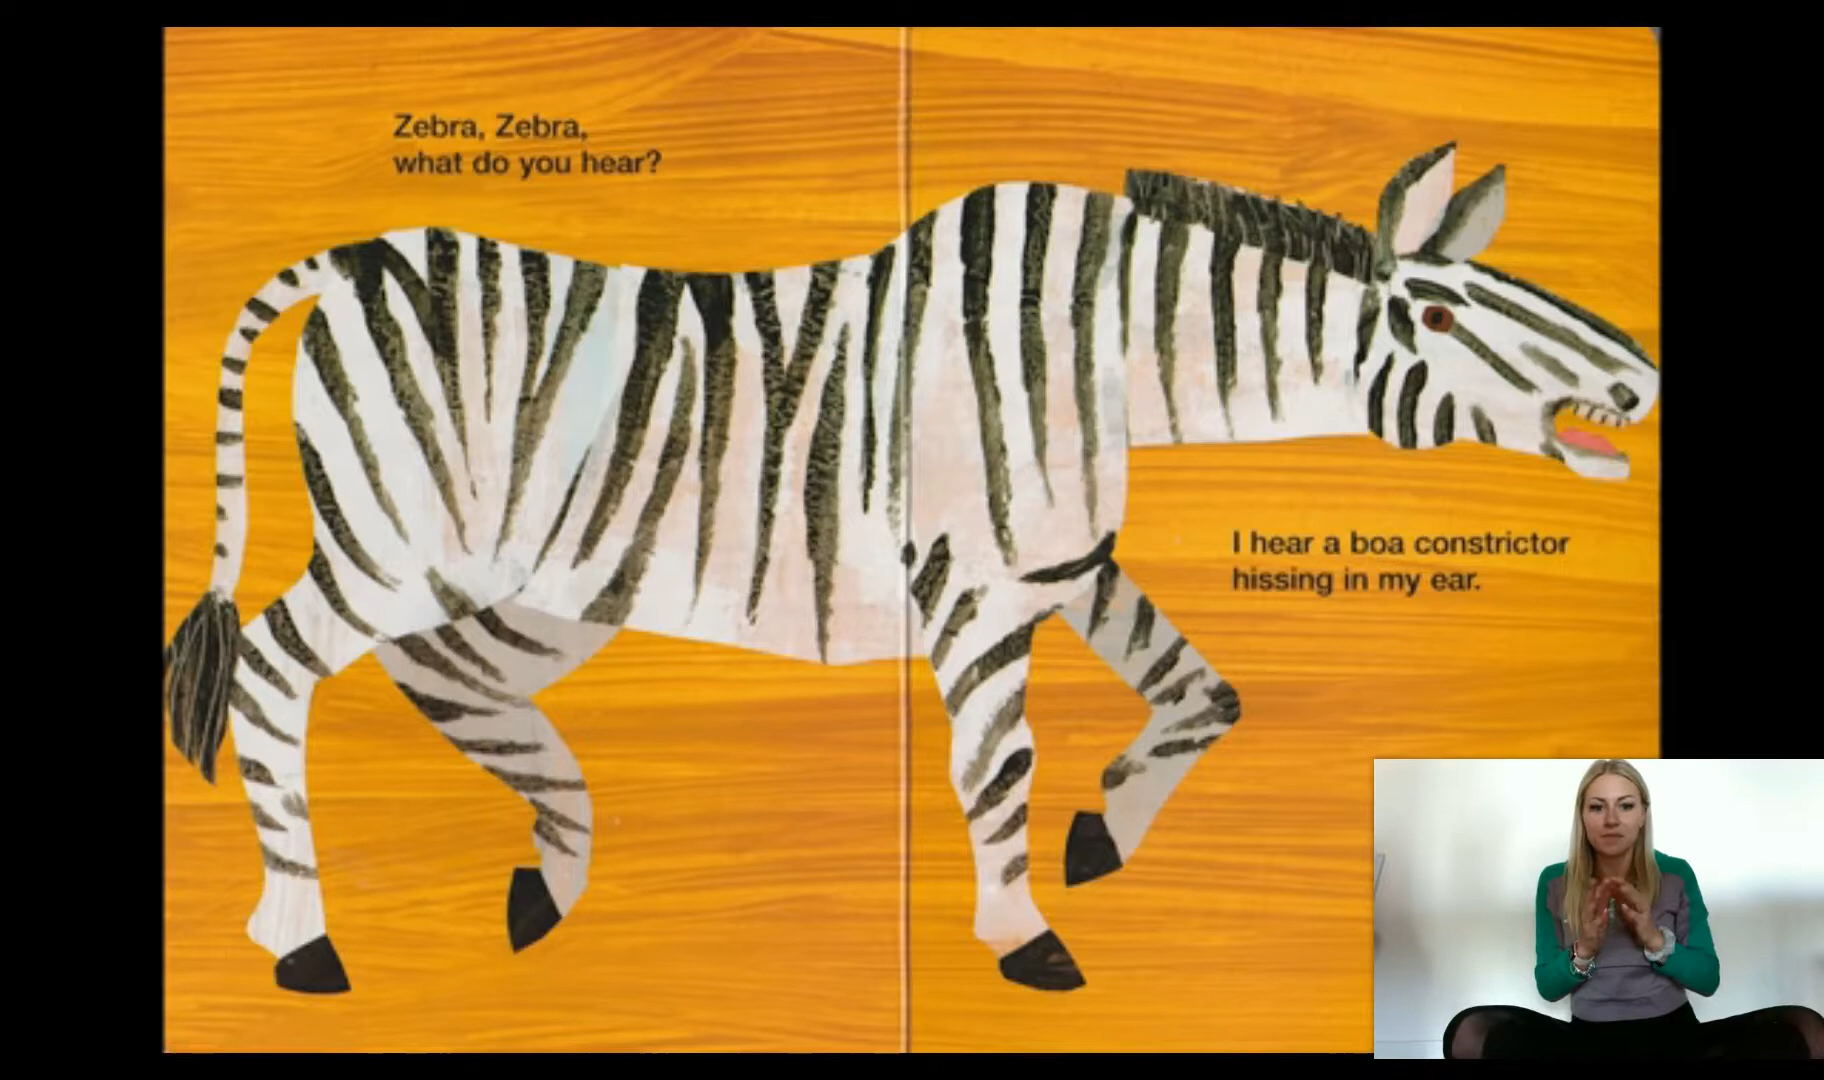 Zebra, Zebra,
what do you hear?
I hear a boa constrictor
hissing in my ear.